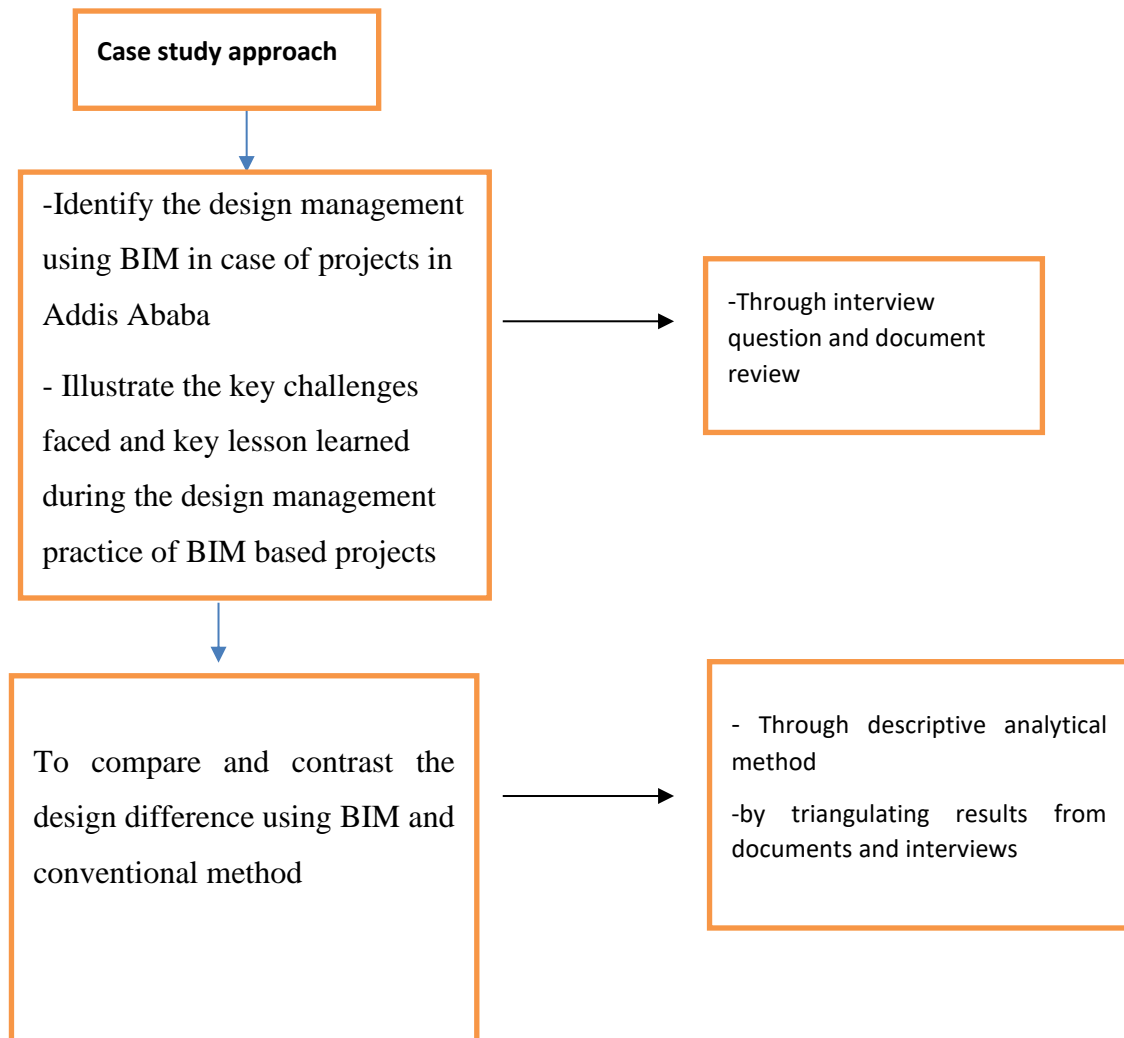 Case study approach
-Identify the design management
using BIM in case of projects in
Addis Ababa
- Illustrate the key challenges
faced and key lesson learned
during the design management
practice of BIM based projects
-Through interview
question and document
review
To compare and contrast the
design difference using BIM and
conventional method
- Through descriptive analytical
method
-by triangulating results from
documents and interviews